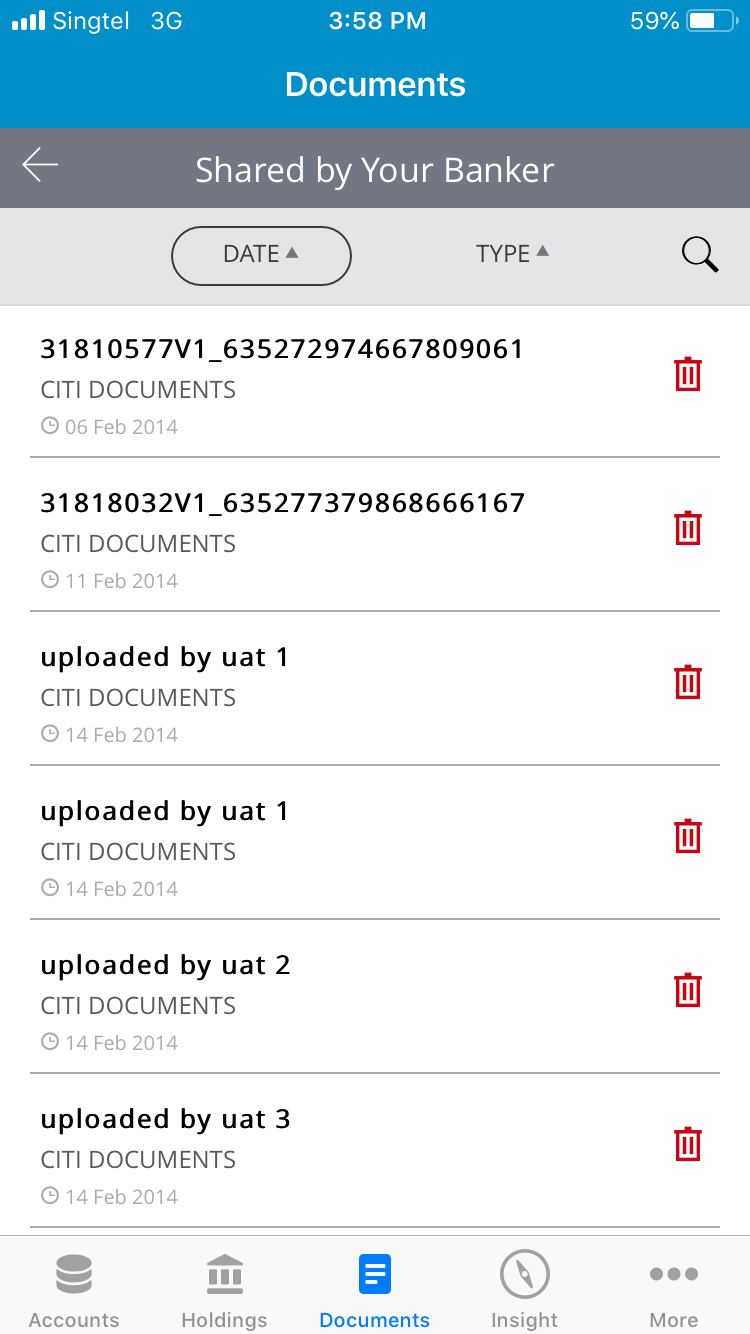 Singtel 3G 3:58 PM 59%
Documents
Shared by Your Banker
DATE TYPE
31810577V1_635272974667809061
CITI DOCUMENTS
06 Feb 2014
31818032V1_635277379868666167
CITI DOCUMENTS
11 Feb 2014
uploaded by uat 1
CITI DOCUMENTS
14 Feb 2014
uploaded by uat 1
CITI DOCUMENTS
14 Feb 2014
uploaded by uat 2
CITI DOCUMENTS
14 Feb 2014
uploaded by uat 3
CITI DOCUMENTS
14 Feb 2014
Accounts Holdings Documents Insight More